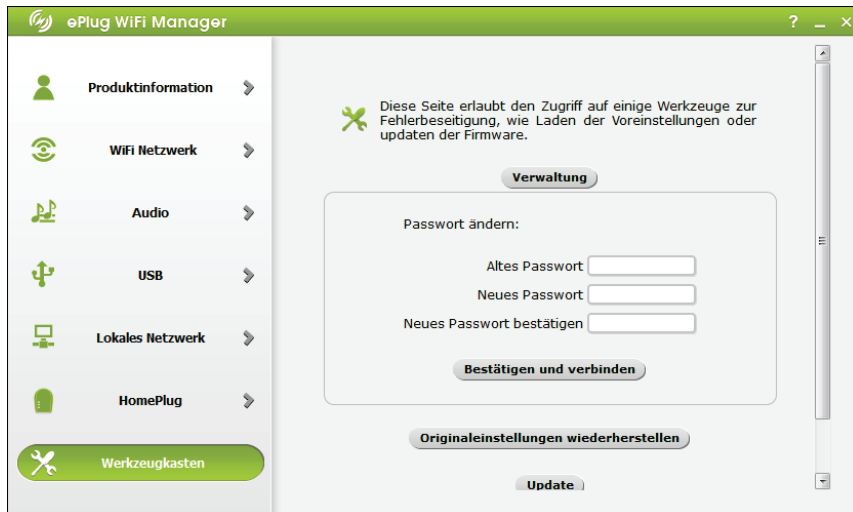 ePlug WiFi Manager
? _ ×
Produktinformation
WiFi Netzwerk
Audio
USB
Lokales Netzwerk
HomePlug
Werkzeugkasten
Diese Seite erlaubt den Zugriff auf einige Werkzeuge zur
Fehlerbeseitigung, wie Laden der Voreinstellungen oder
updaten der Firmware.
Verwaltung
Passwort ändern:
Altes Passwort
Neues Passwort
Neues Passwort bestätigen
Bestätigen und verbinden
Originaleinstellungen wiederherstellen
Update